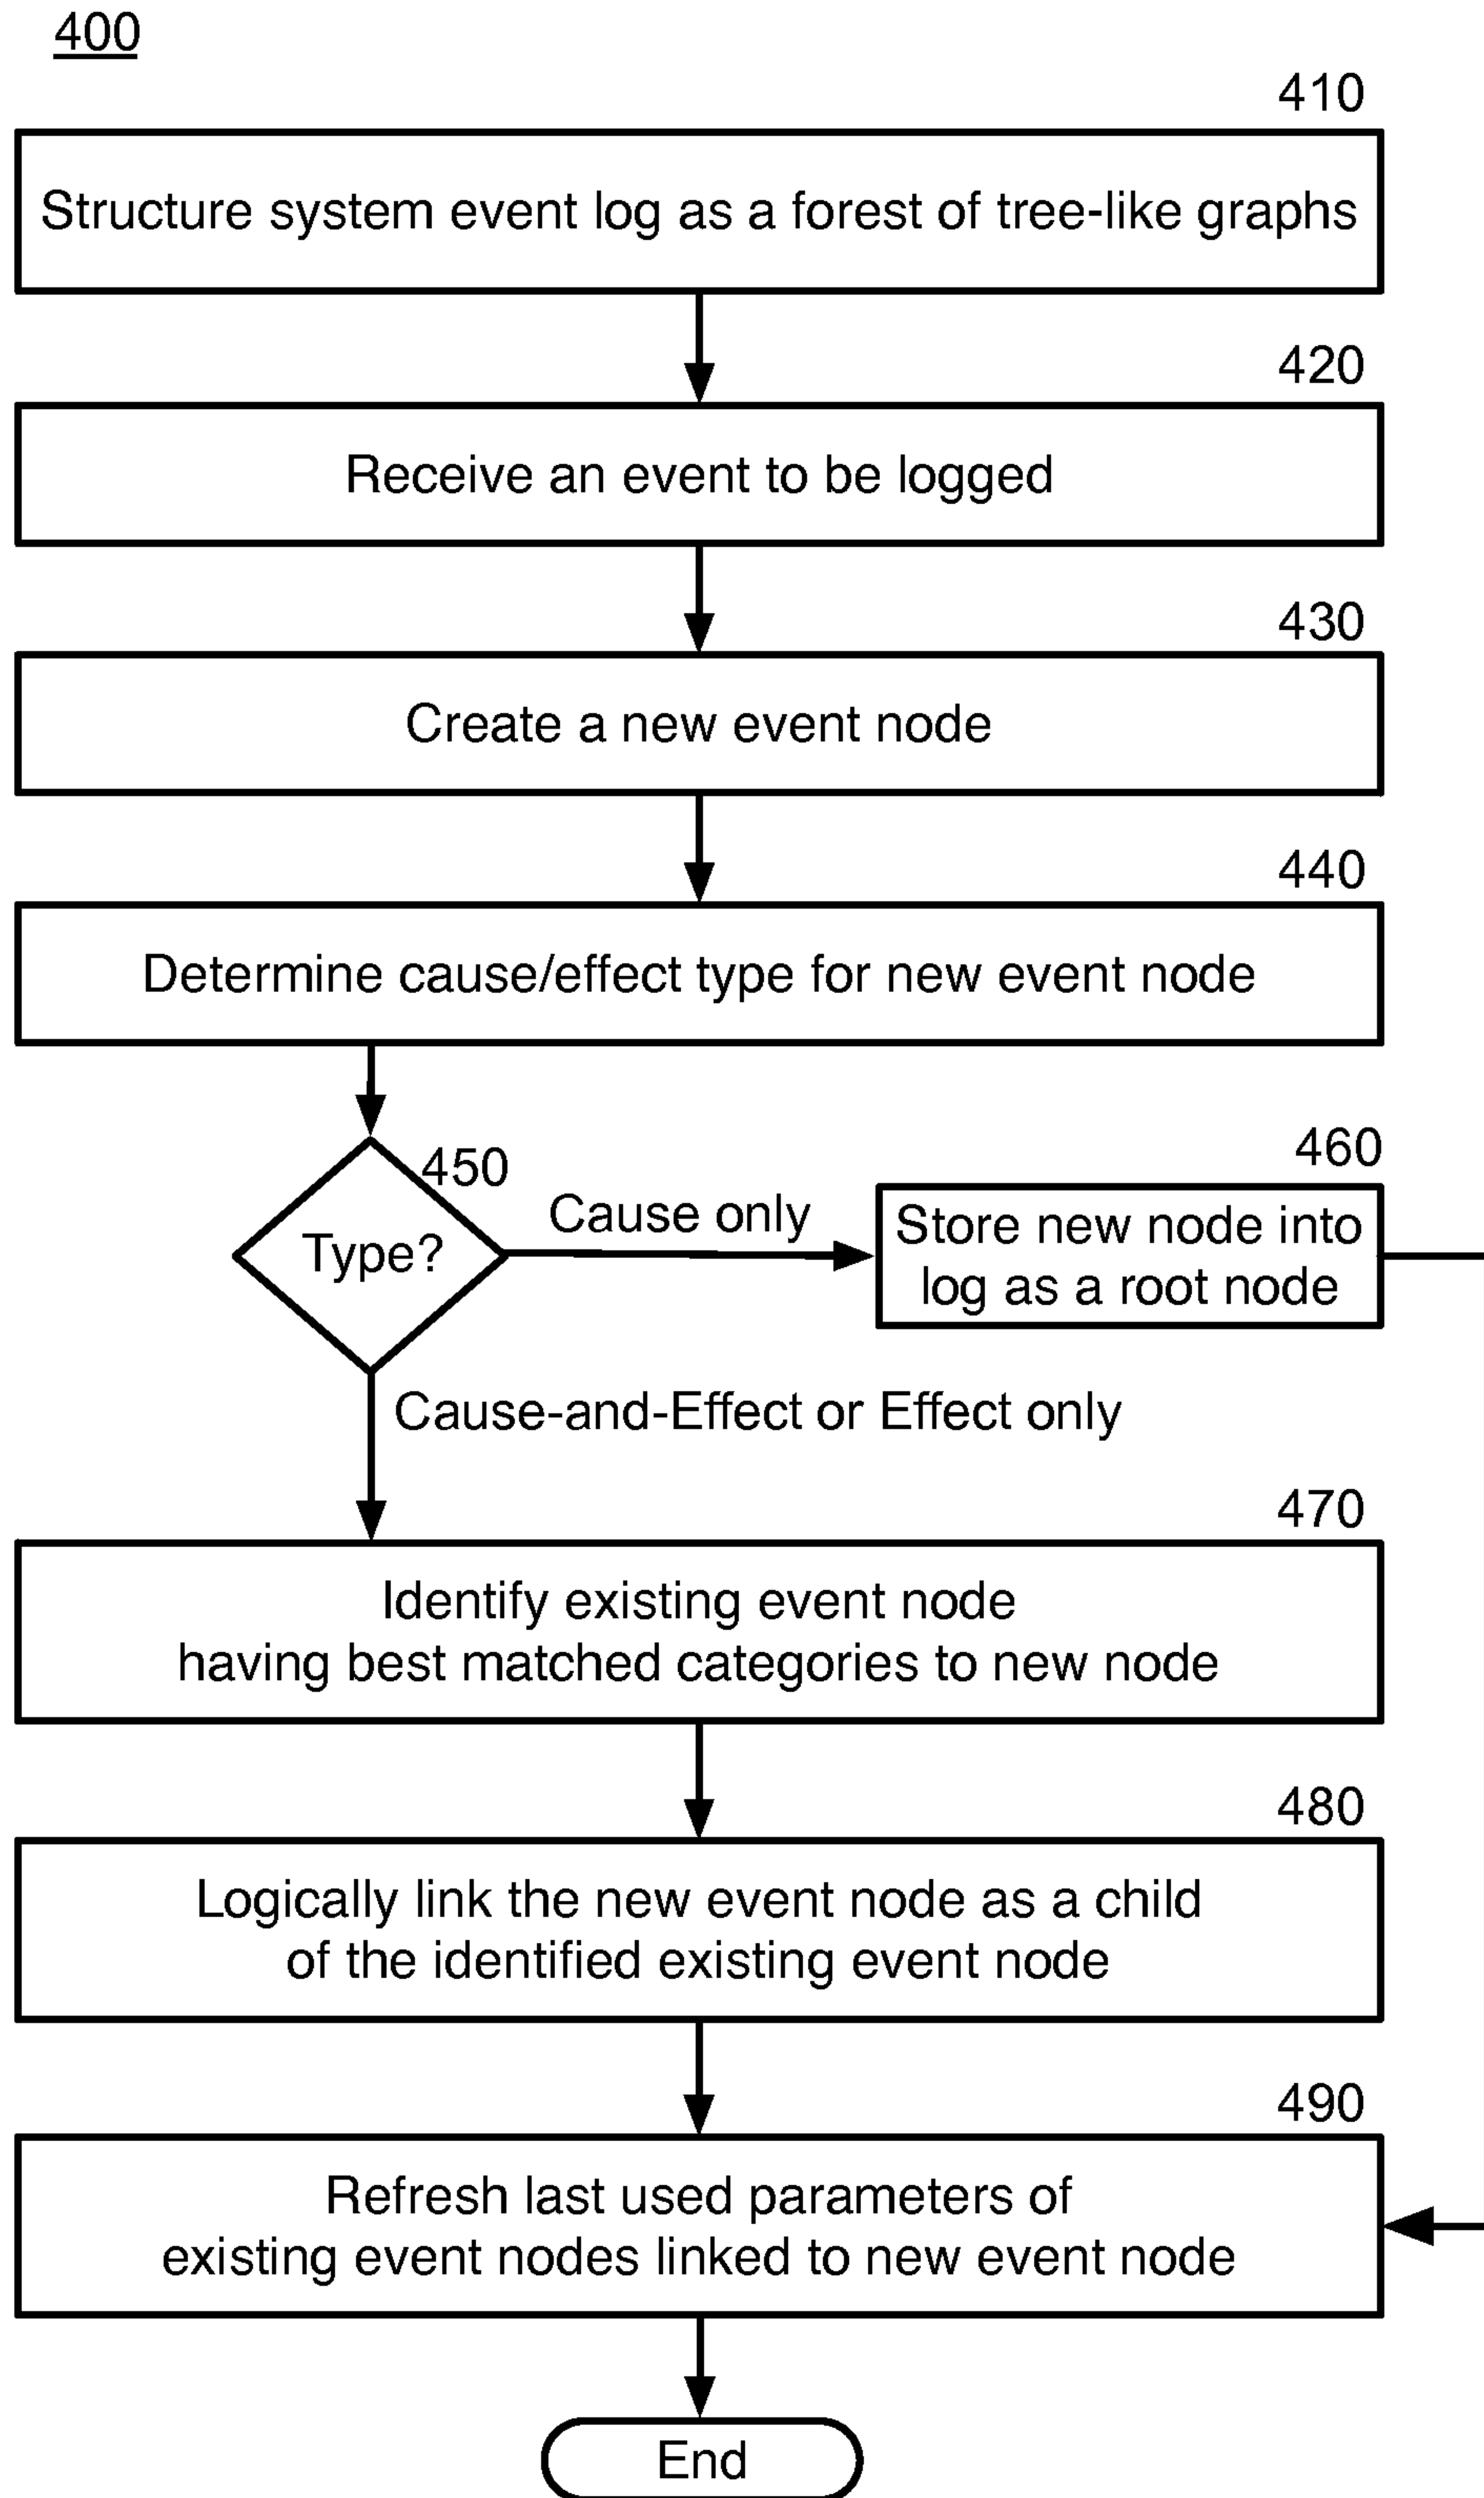 400
410
Structure system event log as a forest of tree-like graphs
420
Receive an event to be logged
430
Create a new event node
440
Determine cause/effect type for new event node
450
Type?
Cause only
460
Store new node into
log as a root node
Cause-and-Effect or Effect only
470
Identify existing event node
having best matched categories to new node
480
Logically link the new event node as a child
of the identified existing event node
490
Refresh last used parameters of
existing event nodes linked to new event node
End